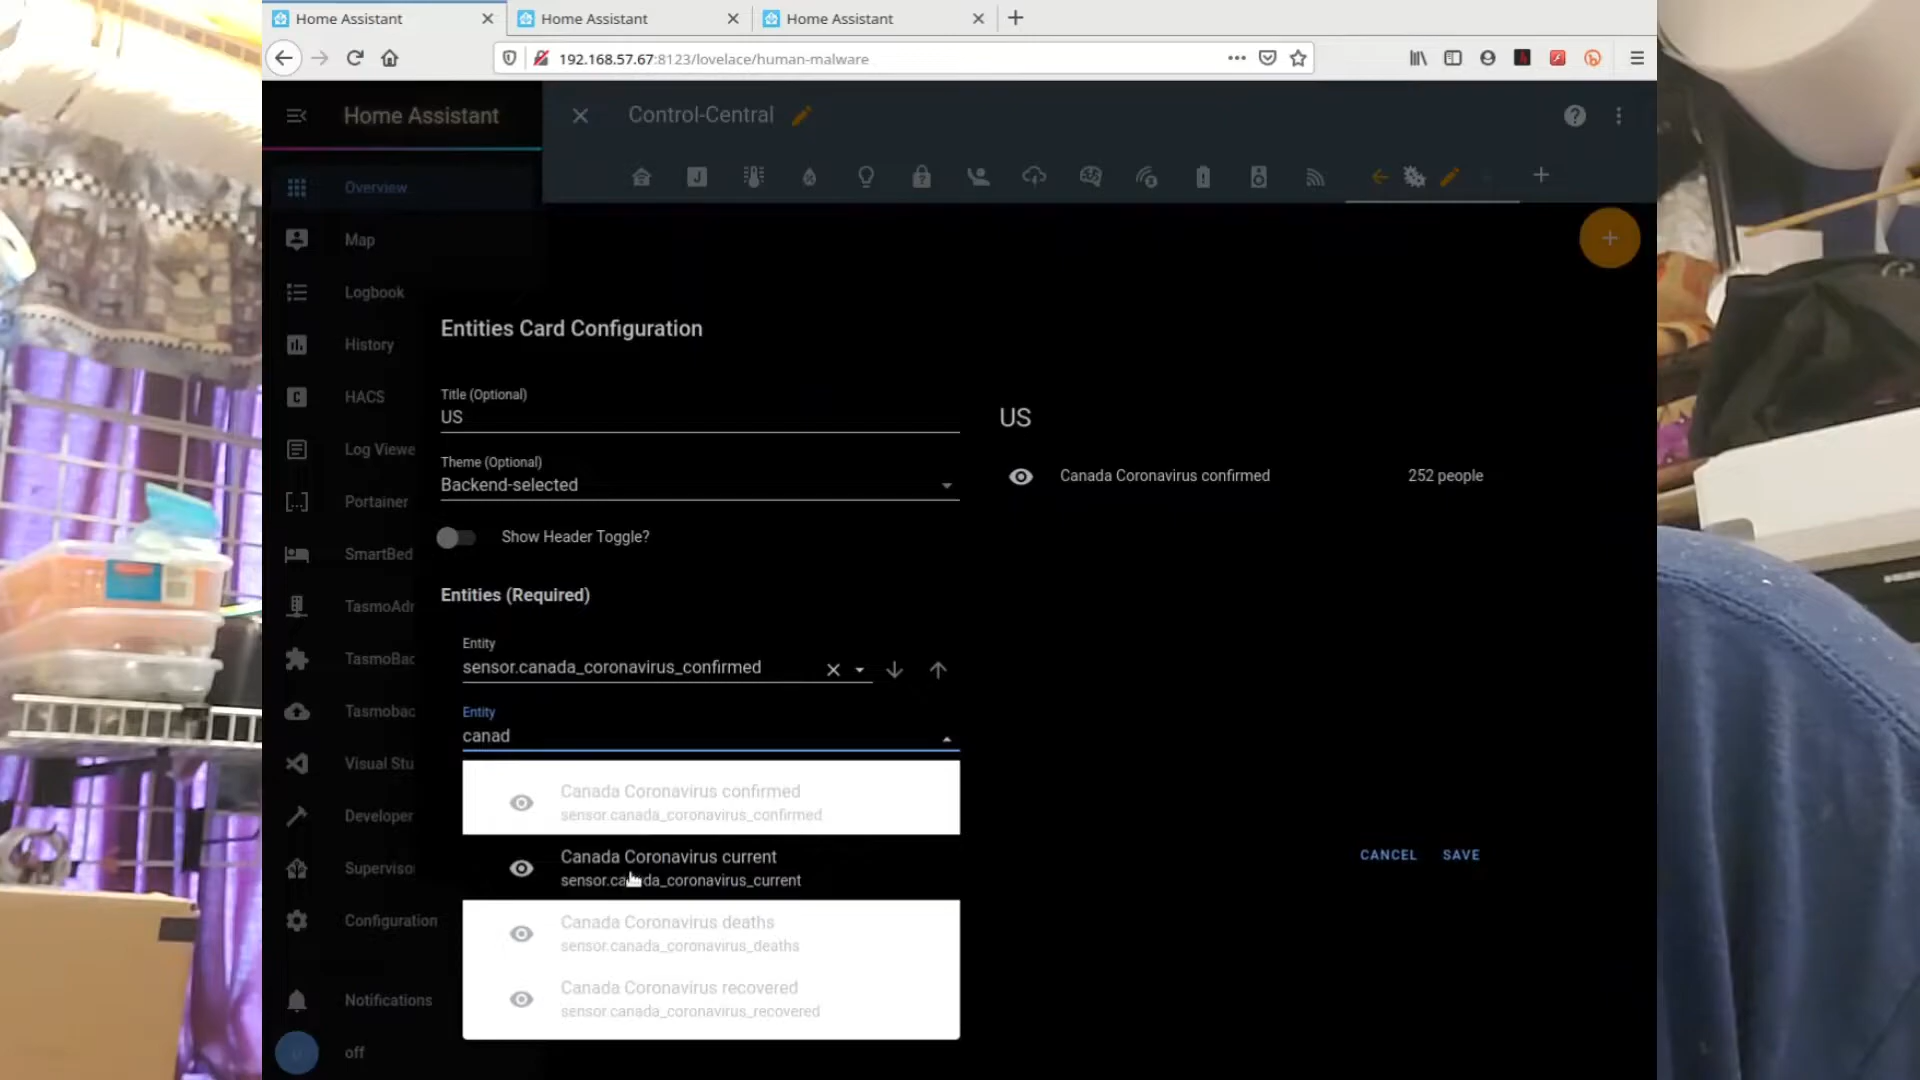 Home Assistant
Home Assistant
Home Assistant
192.168.57.67:8123/lovelace/human-malware
Home Assistant
Control-Central
Overview
Map
Logbook
History
HACS
Log Viewe
Portainer
SmartBed
TasmoAdr
TasmoBac
Tasmobac
Visual Stu
Developer
Superviso
Configuration
Notifications
off
Entities Card Configuration
Title (Optional)
US
Theme (Optional)
Backend-selected
Show Header Toggle?
Entities (Required)
Entity
sensor.canada_coronavirus_confirmed
Entity
canad
Canada Coronavirus confirmed
sensor.canada_coronavirus_confirmed
Canada Coronavirus current
sensor.canada_coronavirus_current
Canada Coronavirus deaths
sensor.canada_coronavirus_deaths
Canada Coronavirus recovered
sensor.canada_coronavirus_recovered
US
Canada Coronavirus confirmed 252 people
CANCEL SAVE